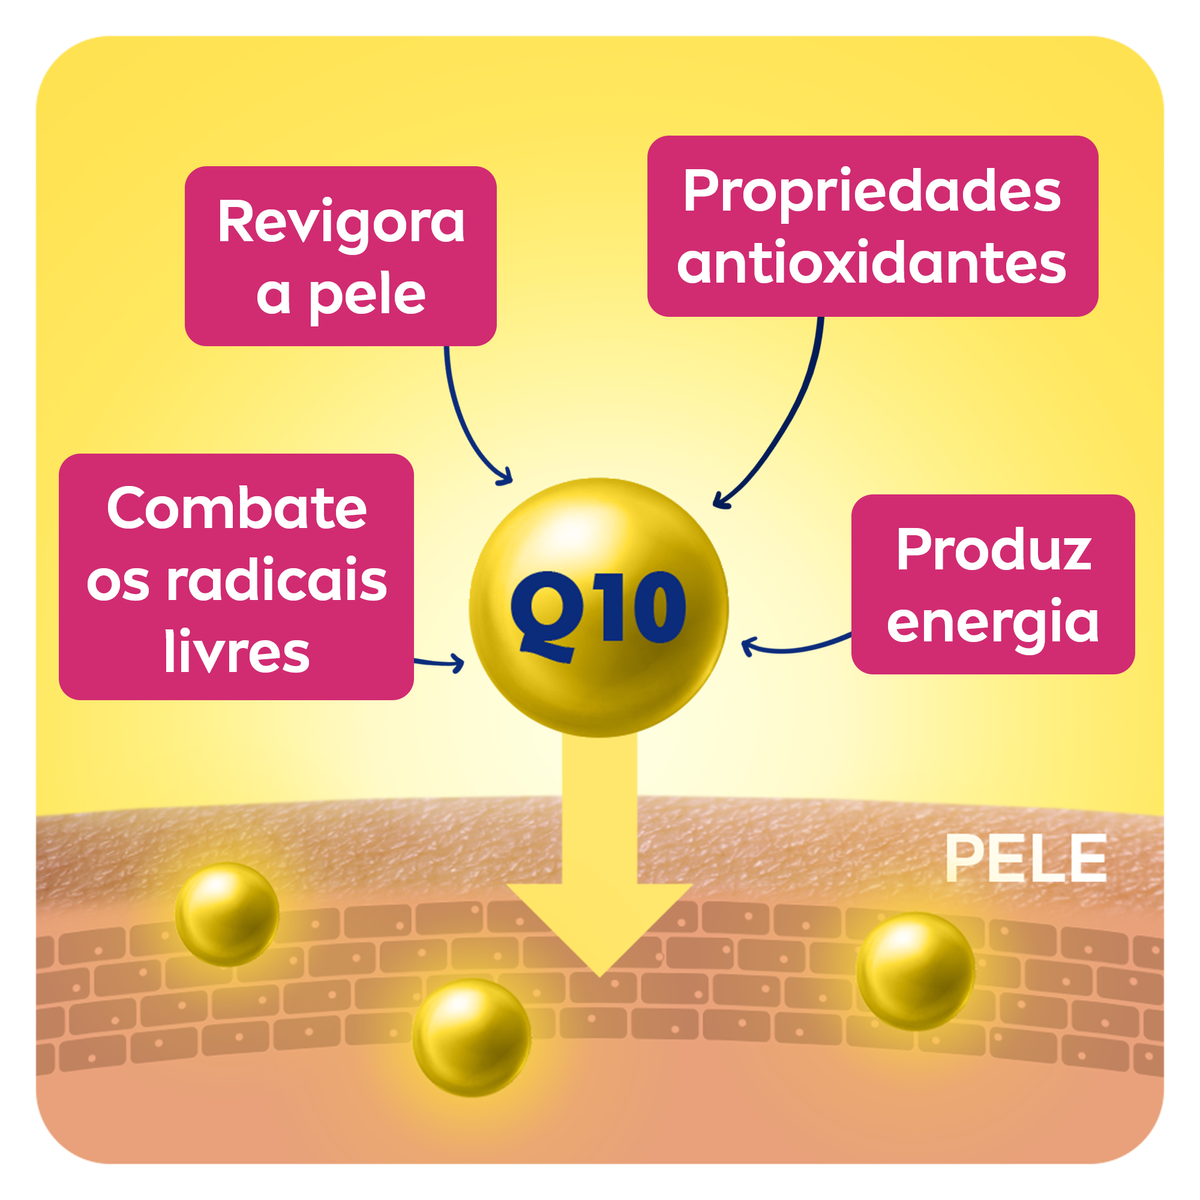 Revigora
a pele
Propriedades
antioxidantes
Combate
os radicais
livres
Q10
Produz
energia
PELE